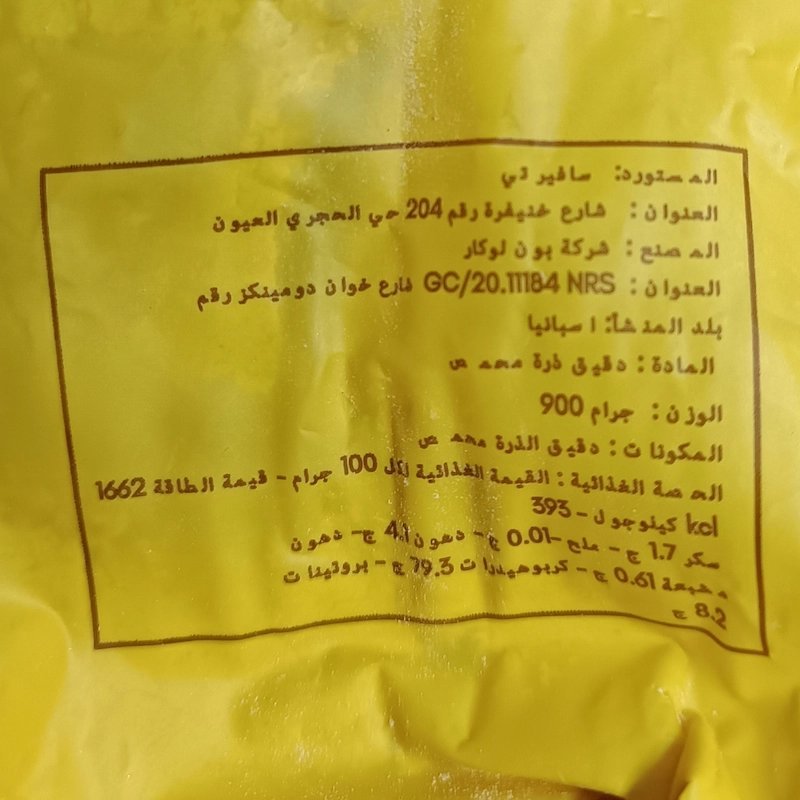 المستورد: سافير تي
العنوان: شارع خنيفرة رقم 204 حي الحجري العيون
المصنع: شركة بون لوكار
العنوان: GC/20.11184 NRS شارع خوان دومينكز رقم
بلد المنشأ: اسبانيا
المادة: دقيق ذرة محمص
الوزن: جرام 900
المكونات: دقيق الذرة محمص
الحصة الغذائية: القيمة الغذائية لكل 100 جرام - قيمة الطاقة 1662
kcl كيلوجول - 393
سكر 1.7 ج - ملح -0.01 ج - دهون 4.1 ج - دهون
مشبعة 0.61 ج - كربوهيدرات 79.3 ج - بروتينات
8.2 ج